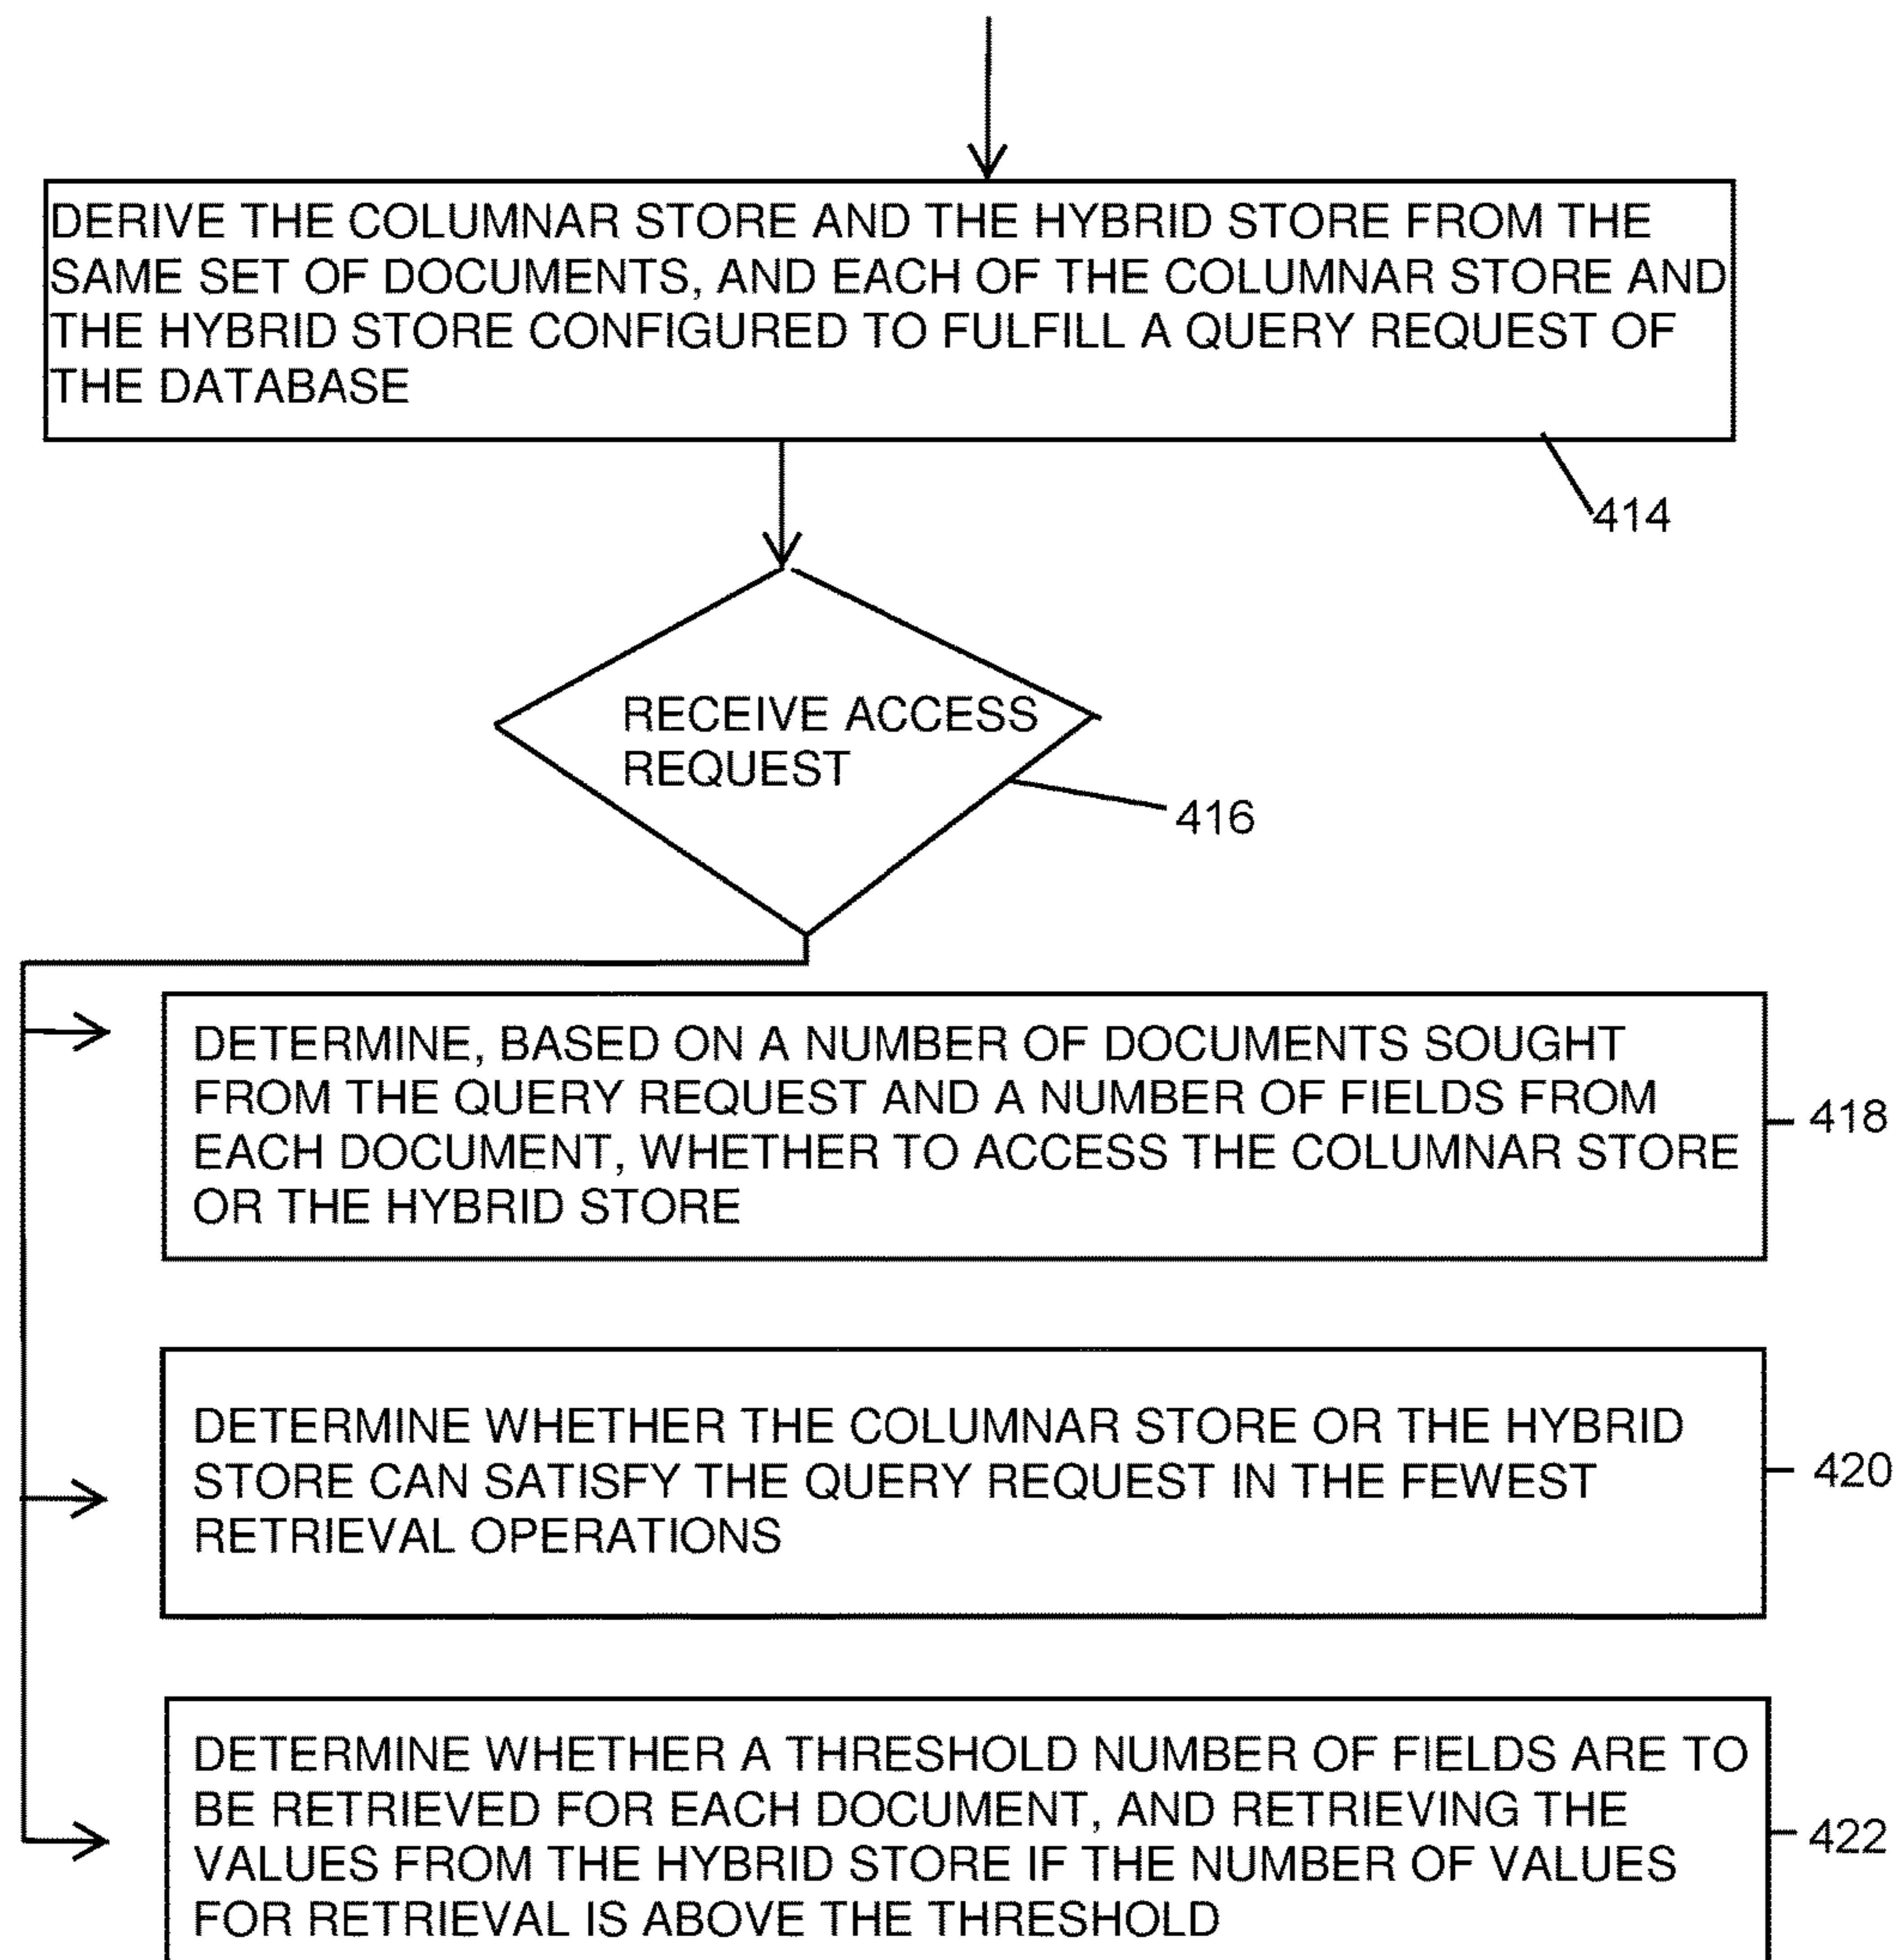 DERIVE THE COLUMNAR STORE AND THE HYBRID STORE FROM THE
SAME SET OF DOCUMENTS, AND EACH OF THE COLUMNAR STORE AND
THE HYBRID STORE CONFIGURED TO FULFILL A QUERY REQUEST OF
THE DATABASE
414
RECEIVE ACCESS
REQUEST
416
DETERMINE, BASED ON A NUMBER OF DOCUMENTS SOUGHT
FROM THE QUERY REQUEST AND A NUMBER OF FIELDS FROM
EACH DOCUMENT, WHETHER TO ACCESS THE COLUMNAR STORE
OR THE HYBRID STORE
418
DETERMINE WHETHER THE COLUMNAR STORE OR THE HYBRID
STORE CAN SATISFY THE QUERY REQUEST IN THE FEWEST
RETRIEVAL OPERATIONS
420
DETERMINE WHETHER A THRESHOLD NUMBER OF FIELDS ARE TO
BE RETRIEVED FOR EACH DOCUMENT, AND RETRIEVING THE
VALUES FROM THE HYBRID STORE IF THE NUMBER OF VALUES
FOR RETRIEVAL IS ABOVE THE THRESHOLD
422